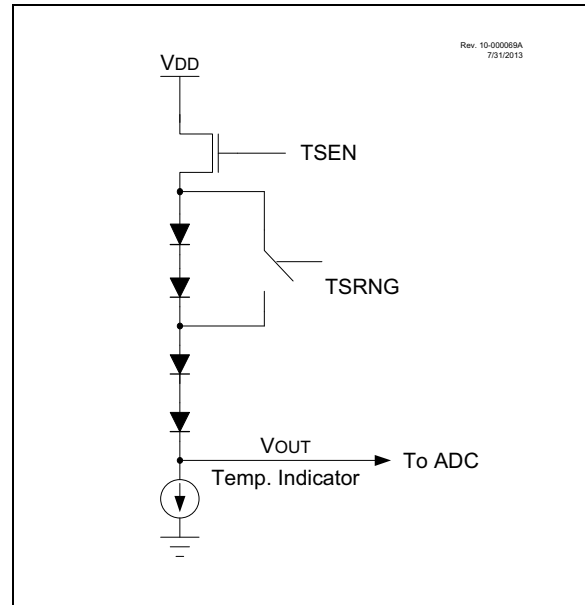 Rev. 10-000069A
7/31/2013
VDD
TSEN
TSRNG
VOUT
To ADC
Temp. Indicator